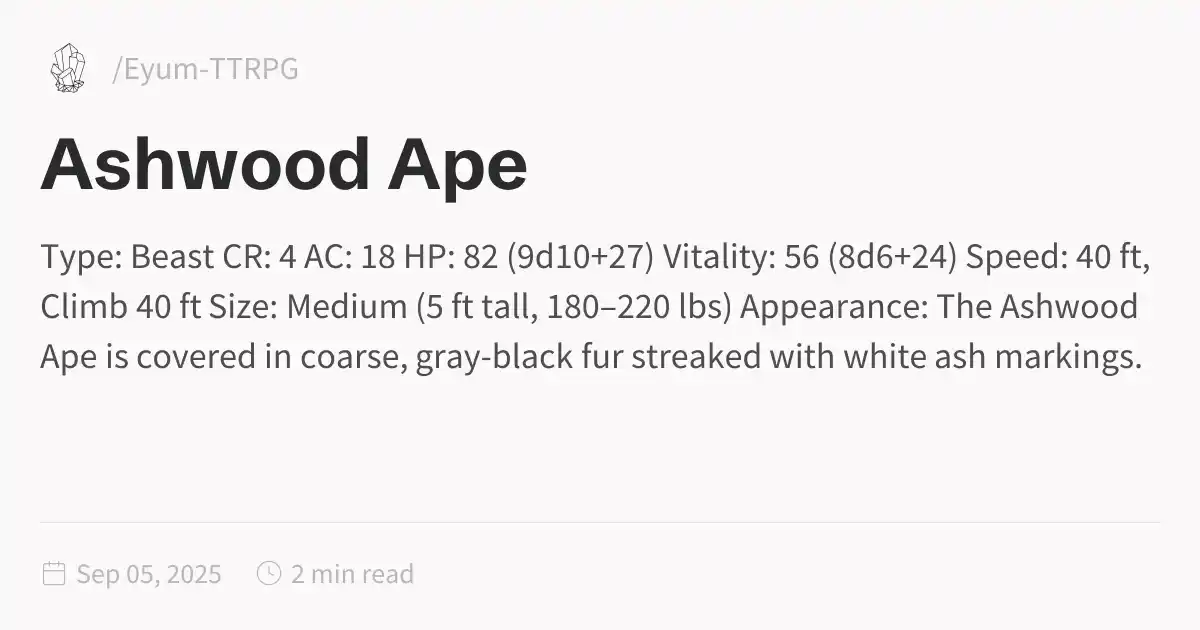 /Eyum-TTRPG
Ashwood Ape
Type: Beast CR: 4 AC: 18 HP: 82 (9d10+27) Vitality: 56 (8d6+24) Speed: 40 ft,
Climb 40 ft Size: Medium (5 ft tall, 180–220 lbs) Appearance: The Ashwood
Ape is covered in coarse, gray-black fur streaked with white ash markings.
Sep 05, 2025 2 min read